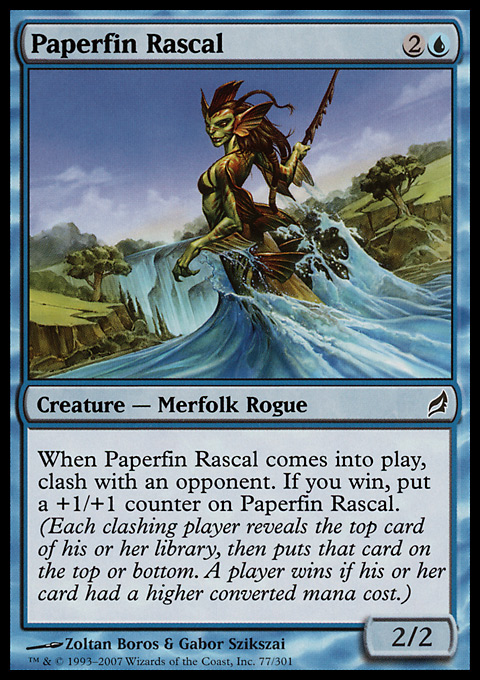 Paperfin Rascal 2
Creature — Merfolk Rogue
When Paperfin Rascal comes into play,
clash with an opponent. If you win, put
a +1/+1 counter on Paperfin Rascal.
(Each clashing player reveals the top card
of his or her library, then puts that card on
the top or bottom. A player wins if his or her
card had a higher converted mana cost.)
Zoltan Boros & Gabor Szikszai
2/2
™ & © 1993–2007 Wizards of the Coast, Inc. 77/301